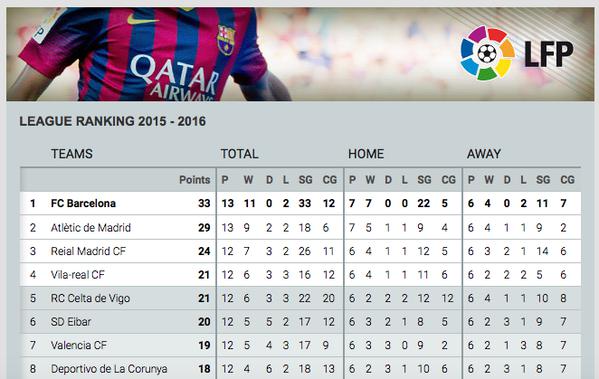 QATAR
AIRWAYS
LFP
LEAGUE RANKING 2015 - 2016
TEAMS TOTAL HOME AWAY
Points P W D L SG CG P W D L SG CG P W D L SG CG
1 FC Barcelona 33 13 11 0 2 33 12 7 7 0 0 22 5 6 4 0 2 11 7
2 Atlètic de Madrid 29 13 9 2 2 18 6 7 5 1 1 9 4 6 4 1 1 9 2
3 Reial Madrid CF 24 12 7 3 2 26 11 6 4 1 1 12 5 6 3 2 1 14 6
4 Vila-real CF 21 12 6 3 3 16 12 6 4 1 1 11 6 6 2 2 2 5 6
5 RC Celta de Vigo 21 12 6 3 3 22 20 6 2 2 2 12 12 6 4 1 1 10 8
6 SD Eibar 20 12 5 5 2 17 12 6 3 2 1 8 5 6 2 3 1 9 7
7 Valencia CF 19 12 5 4 3 17 9 6 3 3 0 9 2 6 2 1 3 8 7
8 Deportivo de La Corunya 18 12 4 6 2 18 13 6 2 3 1 10 6 6 2 3 1 8 7